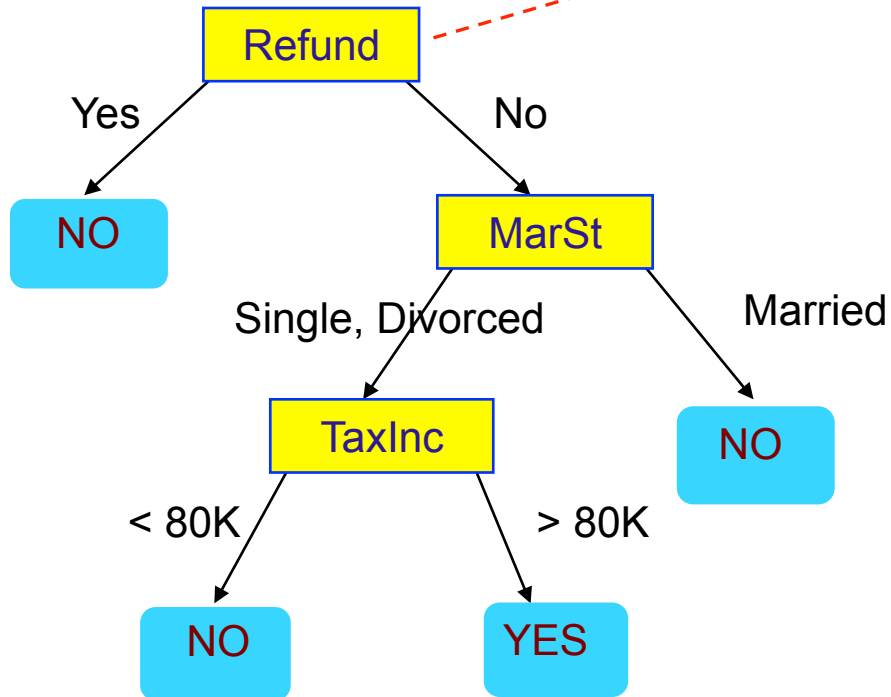 Refund
Yes
No
NO
MarSt
Single, Divorced
Married
TaxInc
NO
< 80K
> 80K
NO
YES